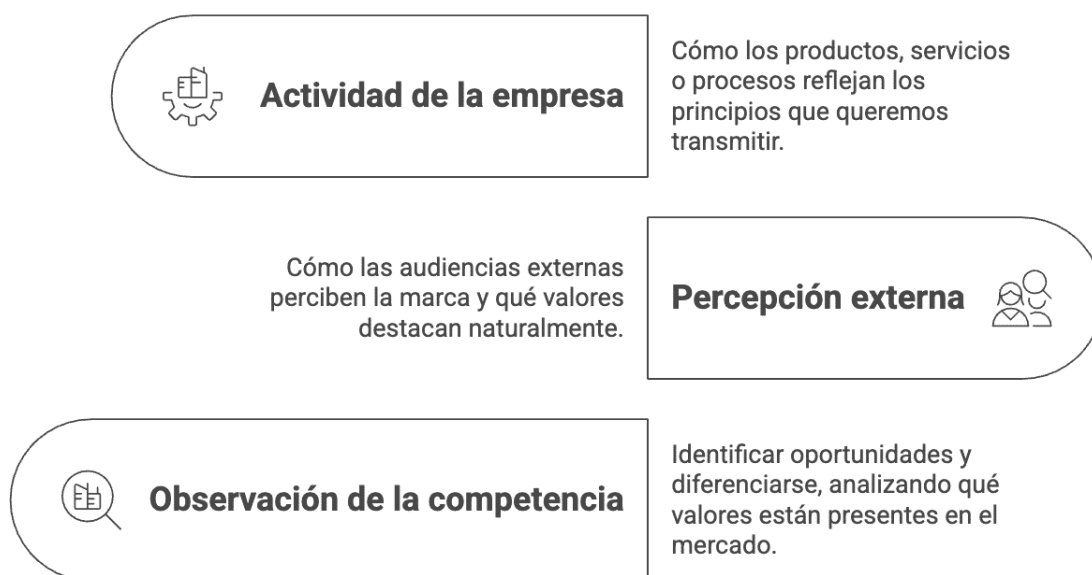 Actividad de la empresa
Cómo los productos, servicios
o procesos reflejan los
principios que queremos
transmitir.
Cómo las audiencias externas
perciben la marca y qué valores
destacan naturalmente.
Percepción externa
Observación de la competencia
Identificar oportunidades y
diferenciarse, analizando qué
valores están presentes en el
mercado.